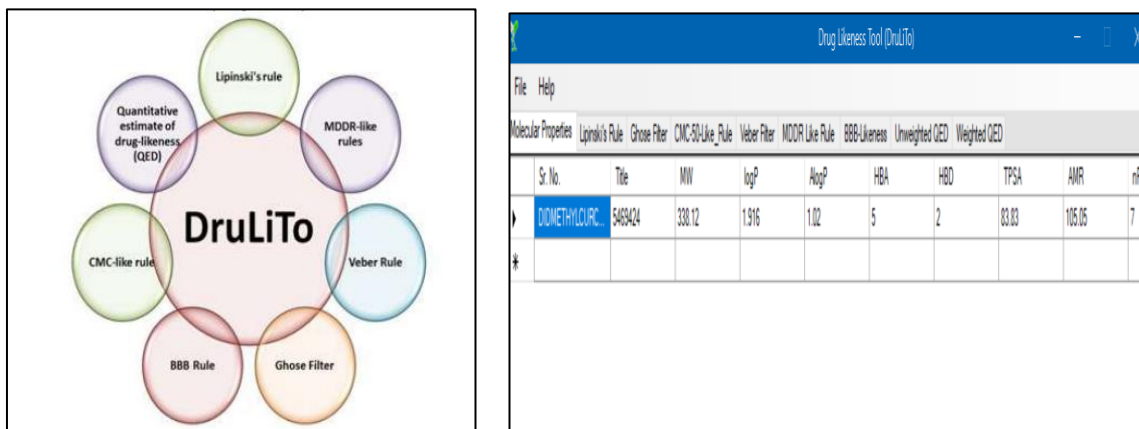 Lipinski's rule
Quantitative
estimate of
drug-likeness
(QED)
MDDR-like
rules
DruLiTo
CMC-like rule
Veber Rule
BBB Rule
Ghose Filter
Drug Likeness Tool (DruLiTo)
File Help
Molecular Properties Lipinski's Rule Ghose Filter CMC-50-Like_Rule Veber Filter MDDR Like Rule BBB-Likeness Unweighted QED Weighted QED
Sr. No. Title MW logP AlogP HBA HBD TPSA AMR
DIDMETHYLCURC... 5469424 338.12 1.916 1.02 5 2 83.83 105.05 7